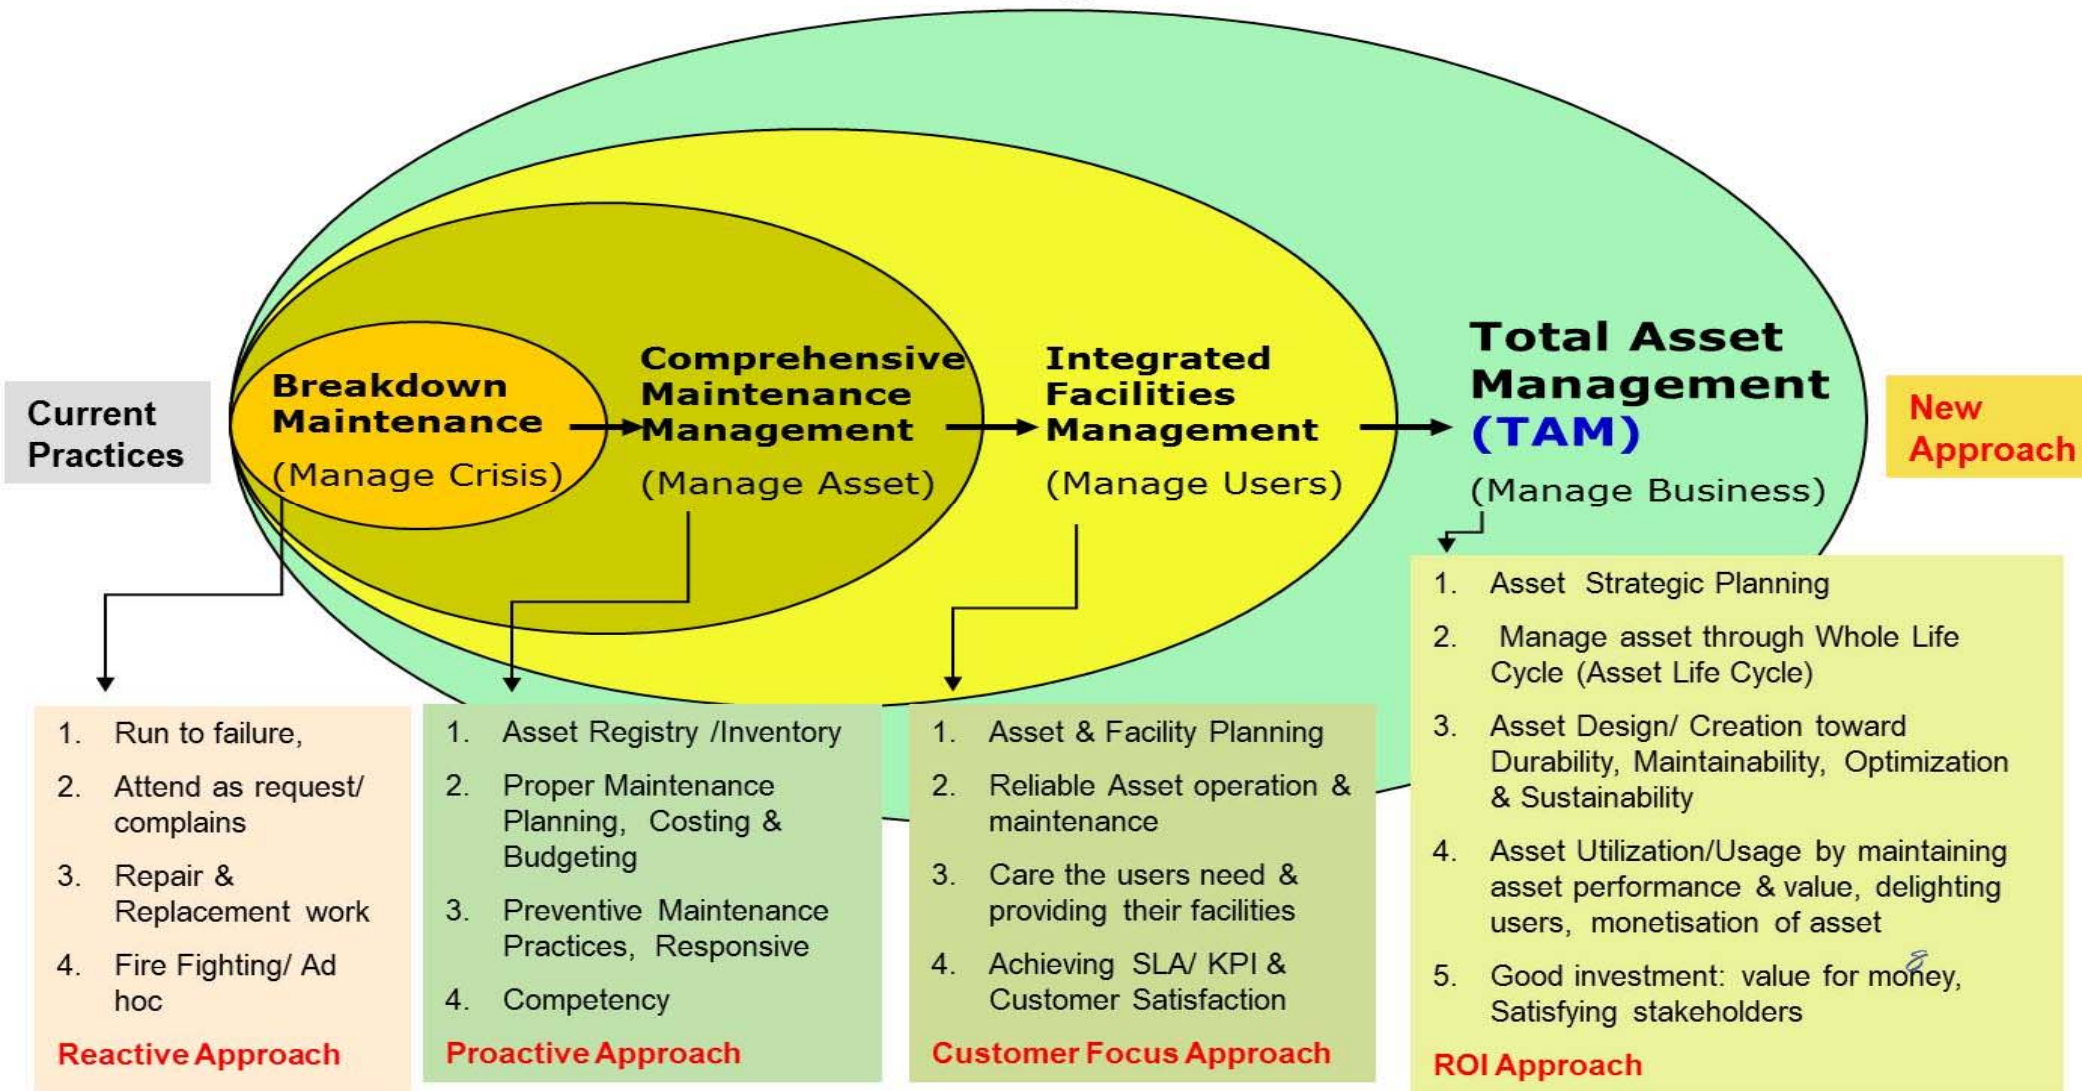 Current
Practices
Breakdown
Maintenance
(Manage Crisis)
Comprehensive
Maintenance
Management
(Manage Asset)
Integrated
Facilities
Management
(Manage Users)
Total Asset
Management
(TAM)
(Manage Business)
New
Approach
1. Run to failure,
2. Attend as request/
complains
3. Repair &
Replacement work
4. Fire Fighting/ Ad
hoc
Reactive Approach
1. Asset Registry /Inventory
2. Proper Maintenance
Planning, Costing &
Budgeting
3. Preventive Maintenance
Practices, Responsive
4. Competency
Proactive Approach
1. Asset & Facility Planning
2. Reliable Asset operation &
maintenance
3. Care the users need &
providing their facilities
4. Achieving SLA/ KPI &
Customer Satisfaction
Customer Focus Approach
1. Asset Strategic Planning
2. Manage asset through Whole Life
Cycle (Asset Life Cycle)
3. Asset Design/ Creation toward
Durability, Maintainability, Optimization
& Sustainability
4. Asset Utilization/Usage by maintaining
asset performance & value, delighting
users, monetisation of asset
8
5. Good investment: value for money,
Satisfying stakeholders
ROI Approach